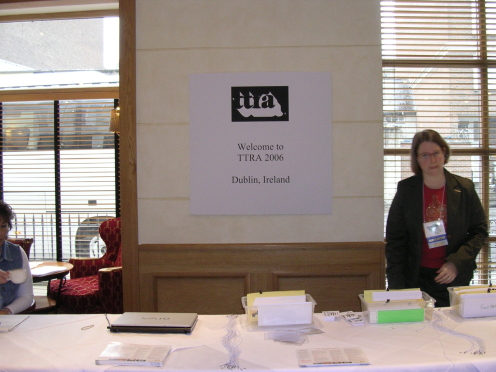 ttra
Welcome to
TTRA 2006
Dublin, Ireland